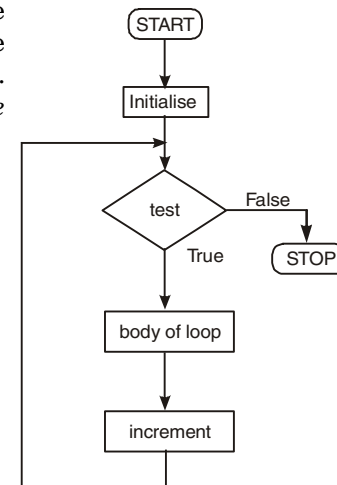 e
START
e
.
Initialise
e
test
False
True
STOP
body of loop
increment